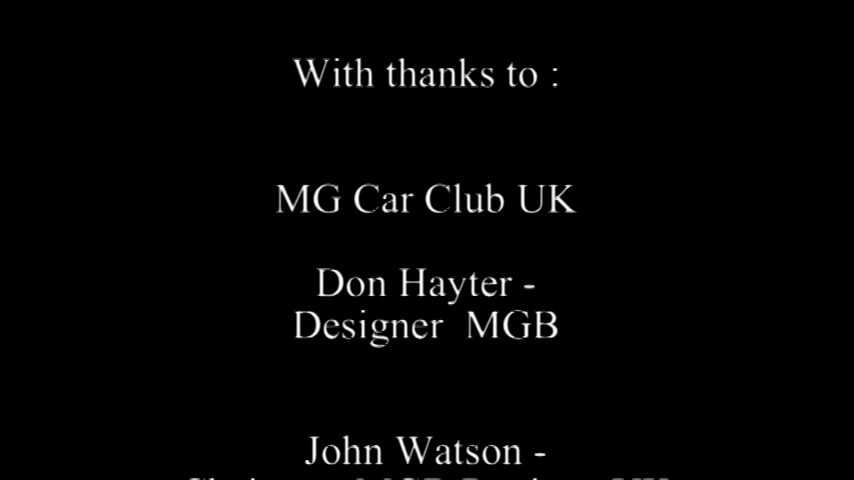 With thanks to :
MG Car Club UK
Don Hayter -
Designer MGB
John Watson -